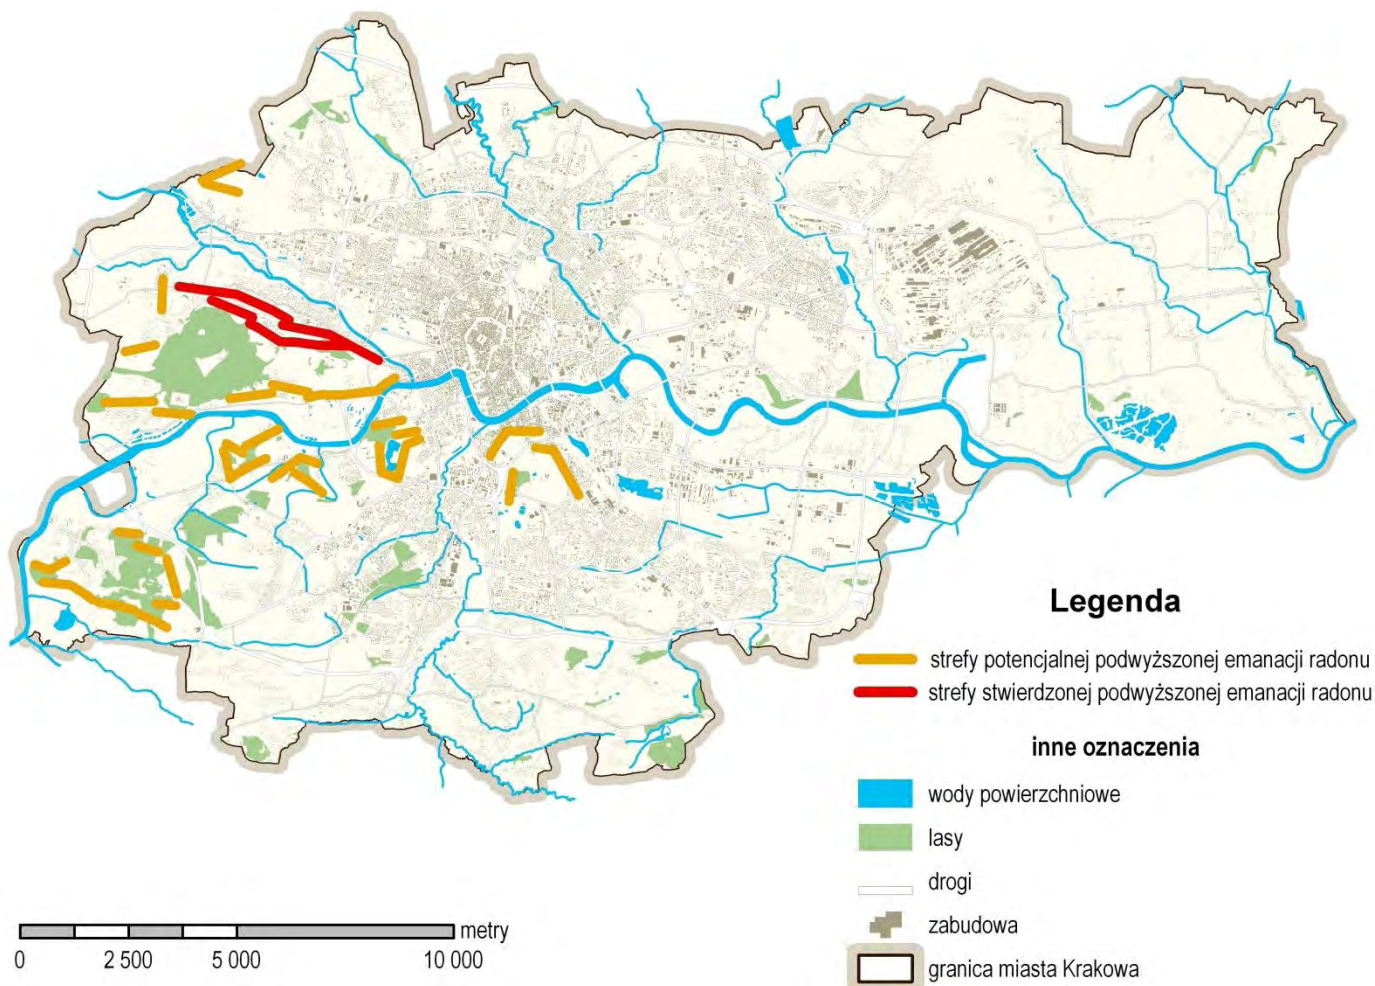 Legenda
strefy potencjalnej podwyższonej emanacji radonu
strefy stwierdzonej podwyższonej emanacji radonu
inne oznaczenia
wody powierzchniowe
lasy
drogi
zabudowa
granica miasta Krakowa
metry
0 2 500 5 000 10 000